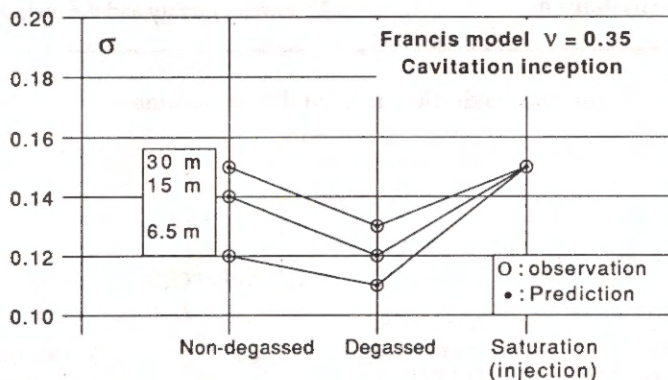 0.20
σ
Francis model ν = 0.35
Cavitation inception
0.18
0.16
30 m
15 m
0.14
6.5 m
0.12
O : observation
• : Prediction
0.10
Non-degassed Degassed Saturation
(injection)